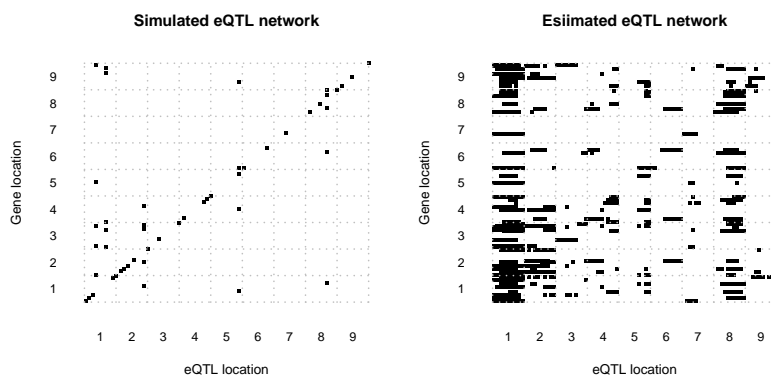 Simulated eQTL network
Gene location
9
8
7
6
5
4
3
2
1
1 2 3 4 5 6 7 8 9
eQTL location
Esiimated eQTL network
Gene location
9
8
7
6
5
4
3
2
1
1 2 3 4 5 6 7 8 9
eQTL location